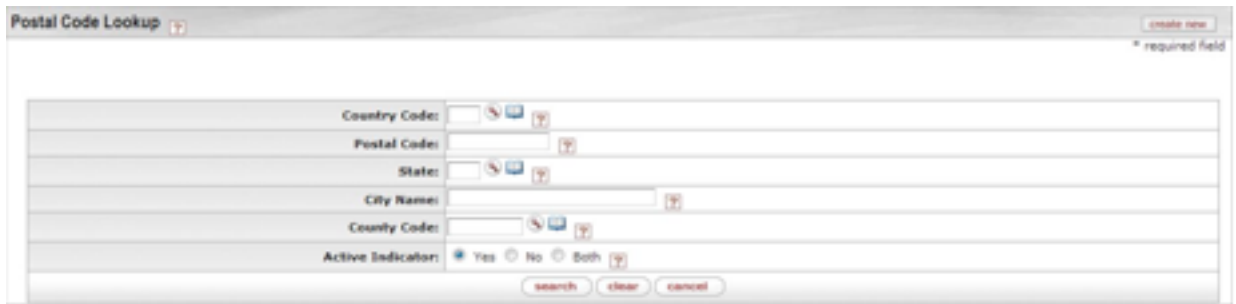 Postal Code Lookup ?
create new
* required field
Country Code: ?
Postal Code: ?
State: ?
City Name: ?
County Code: ?
Active Indicator: Yes No Both ?
search clear cancel